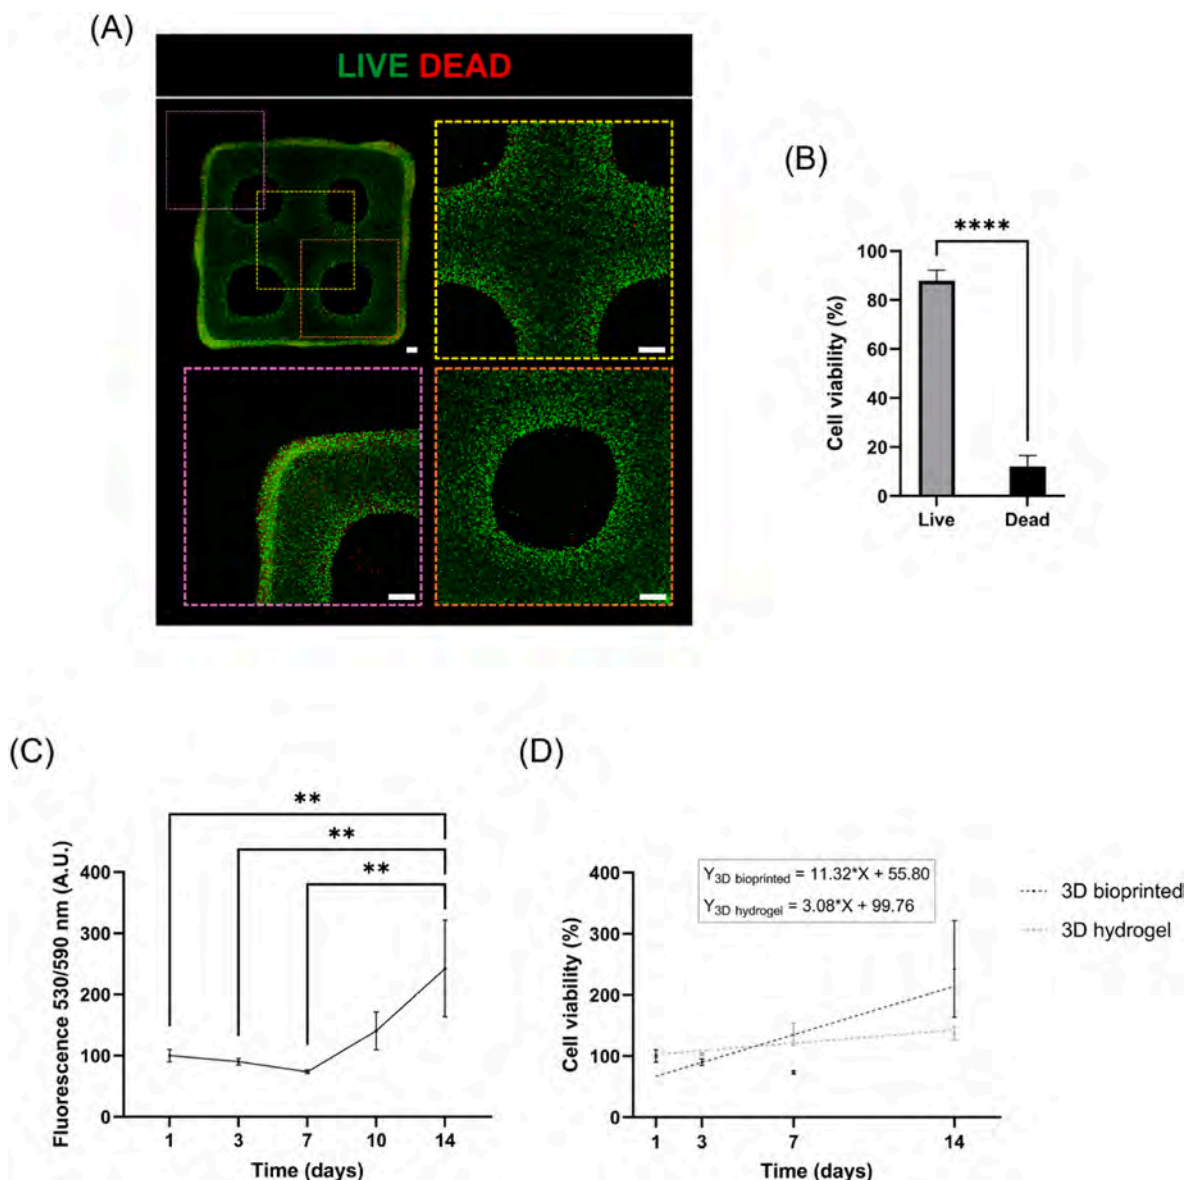 (A)
LIVE DEAD
(B)
****
Cell viability (%)
100
80
60
40
20
0
Live
Dead
(C)
**
**
**
Fluorescence 530/590 nm (A.U.)
400
300
200
100
0
1 3 7 10 14
Time (days)
(D)
Cell viability (%)
400
300
200
100
0
Y3D bioprinted = 11.32*X + 55.80
Y3D hydrogel = 3.08*X + 99.76
3D bioprinted
3D hydrogel
1 3 7 14
Time (days)